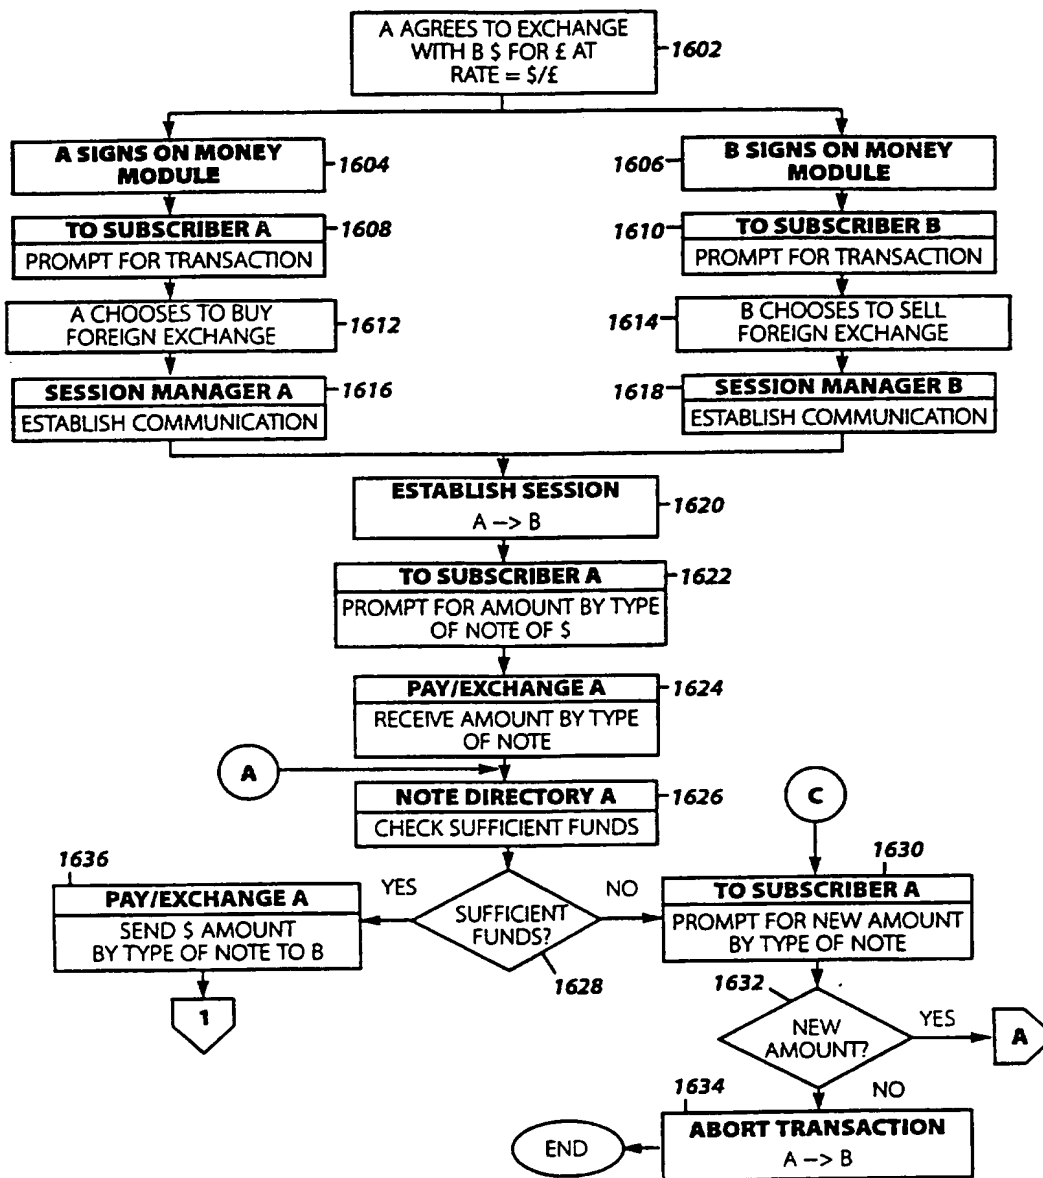 A AGREES TO EXCHANGE
WITH B $ FOR £ AT
RATE = $/£
1602
A SIGNS ON MONEY
MODULE
1604
1606
B SIGNS ON MONEY
MODULE
TO SUBSCRIBER A
1608
PROMPT FOR TRANSACTION
1610
TO SUBSCRIBER B
PROMPT FOR TRANSACTION
A CHOOSES TO BUY
FOREIGN EXCHANGE
1612
1614
B CHOOSES TO SELL
FOREIGN EXCHANGE
SESSION MANAGER A
1616
ESTABLISH COMMUNICATION
1618
SESSION MANAGER B
ESTABLISH COMMUNICATION
ESTABLISH SESSION
A –> B
1620
TO SUBSCRIBER A
1622
PROMPT FOR AMOUNT BY TYPE
OF NOTE OF $
PAY/EXCHANGE A
1624
RECEIVE AMOUNT BY TYPE
OF NOTE
A
NOTE DIRECTORY A
1626
CHECK SUFFICIENT FUNDS
C
1636
PAY/EXCHANGE A
SEND $ AMOUNT
BY TYPE OF NOTE TO B
YES
SUFFICIENT
FUNDS?
NO
1628
1630
TO SUBSCRIBER A
PROMPT FOR NEW AMOUNT
BY TYPE OF NOTE
1
1632
NEW
AMOUNT?
YES
A
NO
1634
ABORT TRANSACTION
A –> B
END